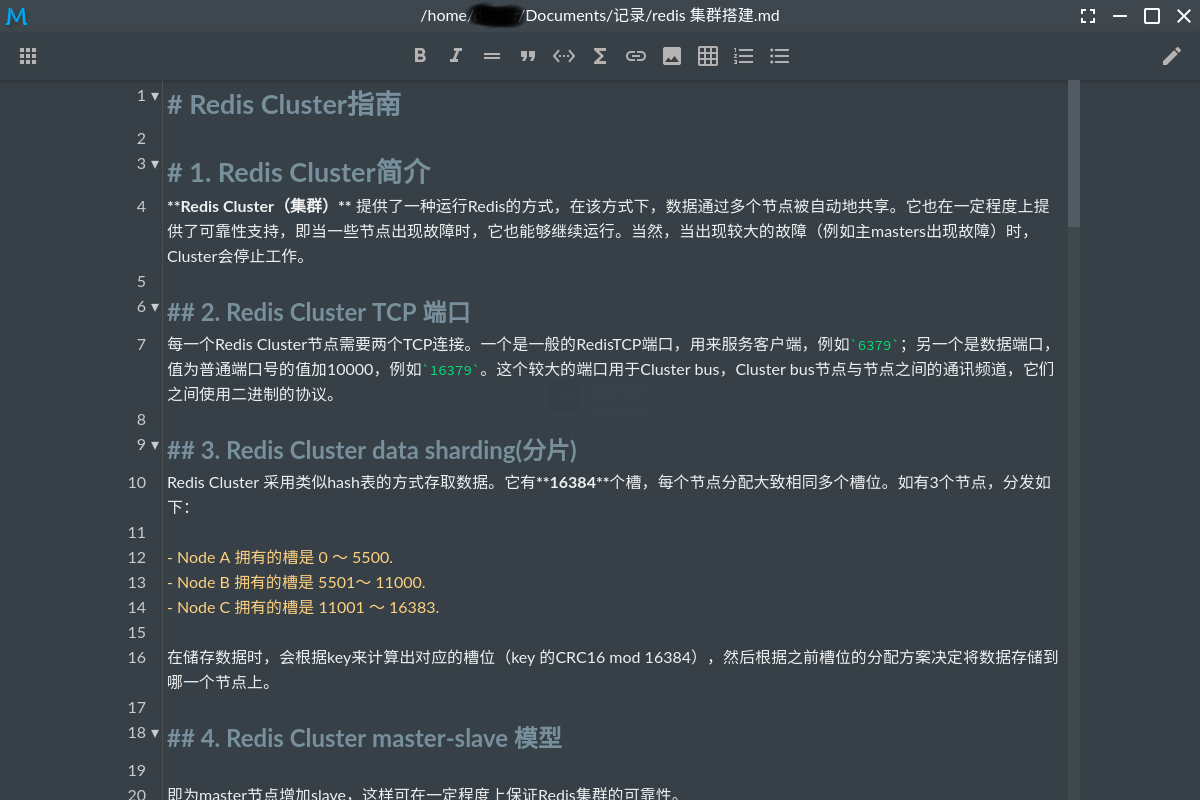 M
/home/ /Documents/记录/redis 集群搭建.md
1 # Redis Cluster指南
2
3 # 1. Redis Cluster简介
4 **Redis Cluster（集群）** 提供了一种运行Redis的方式，在该方式下，数据通过多个节点被自动地共享。它也在一定程度上提
供了可靠性支持，即当一些节点出现故障时，它也能够继续运行。当然，当出现较大的故障（例如主masters出现故障）时，
Cluster会停止工作。
5
6 ## 2. Redis Cluster TCP 端口
7 每一个Redis Cluster节点需要两个TCP连接。一个是一般的RedisTCP端口，用来服务客户端，例如`6379`；另一个是数据端口，
值为普通端口号的值加10000，例如`16379`。这个较大的端口用于Cluster bus，Cluster bus节点与节点之间的通讯频道，它们
之间使用二进制的协议。
8
9 ## 3. Redis Cluster data sharding(分片)
10 Redis Cluster 采用类似hash表的方式存取数据。它有**16384**个槽，每个节点分配大致相同多个槽位。如有3个节点，分发如
下：
11
12 - Node A 拥有的槽是 0 ～ 5500.
13 - Node B 拥有的槽是 5501～ 11000.
14 - Node C 拥有的槽是 11001 ～ 16383.
15
16 在储存数据时，会根据key来计算出对应的槽位（key 的CRC16 mod 16384），然后根据之前槽位的分配方案决定将数据存储到
哪一个节点上。
17
18 ## 4. Redis Cluster master-slave 模型
19
20 即为master节点增加slave，这样可在一定程度上保证Redis集群的可靠性。